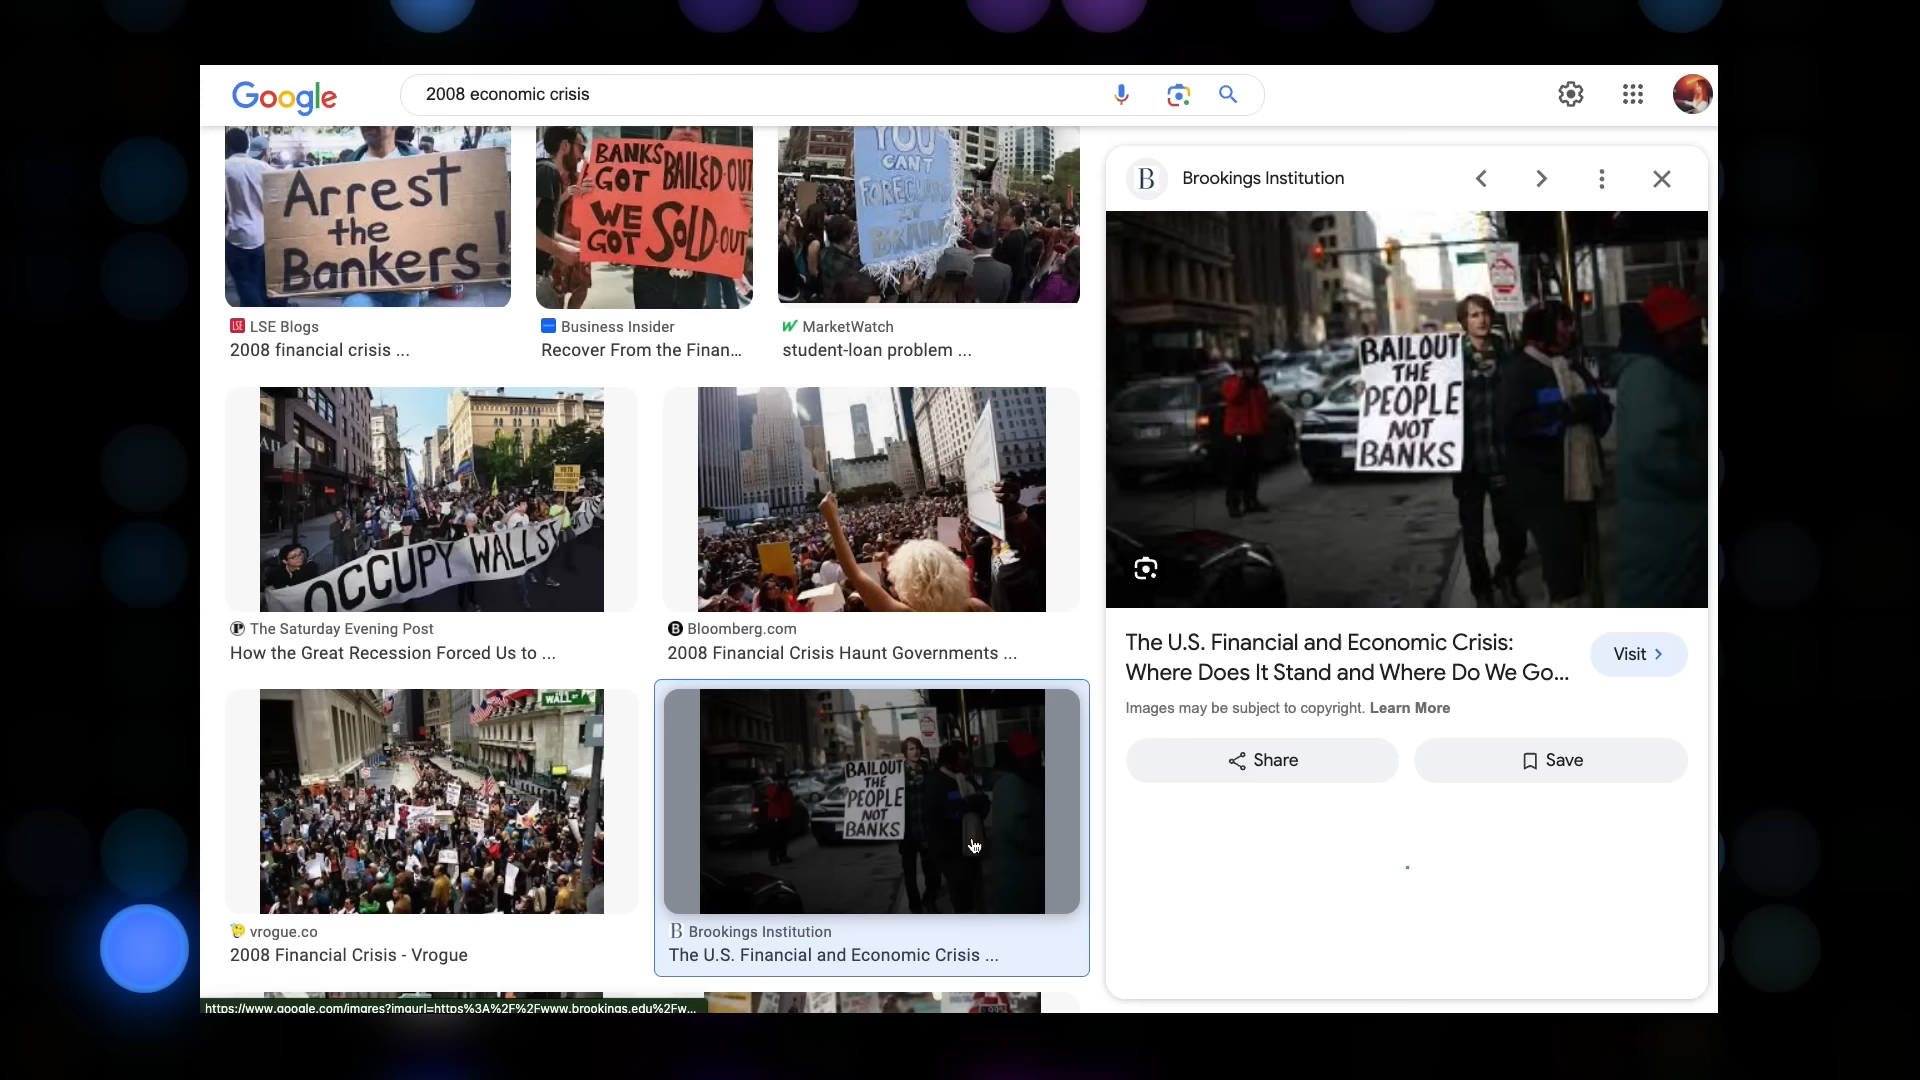 Google
2008 economic crisis
Arrest
the
Bankers!
BANKS
GOT BAILED-OUT
WE
GOT SOLD-OUT
YOU
CAN'T
FORECLOSE
MY
BRAIN
LSE Blogs
2008 financial crisis ...
Business Insider
Recover From the Finan...
MarketWatch
student-loan problem ...
OCCUPY WALL ST
The Saturday Evening Post
How the Great Recession Forced Us to ...
Bloomberg.com
2008 Financial Crisis Haunt Governments ...
WALL ST
vrogue.co
2008 Financial Crisis - Vrogue
BAILOUT
THE
PEOPLE
NOT
BANKS
B Brookings Institution
The U.S. Financial and Economic Crisis ...
https://www.google.com/imgres?imgurl=https%3A%2F%2Fwww.brookings.edu%2Fw...
B Brookings Institution
BAILOUT
THE
PEOPLE
NOT
BANKS
The U.S. Financial and Economic Crisis:
Where Does It Stand and Where Do We Go...
Visit
Images may be subject to copyright. Learn More
Share
Save